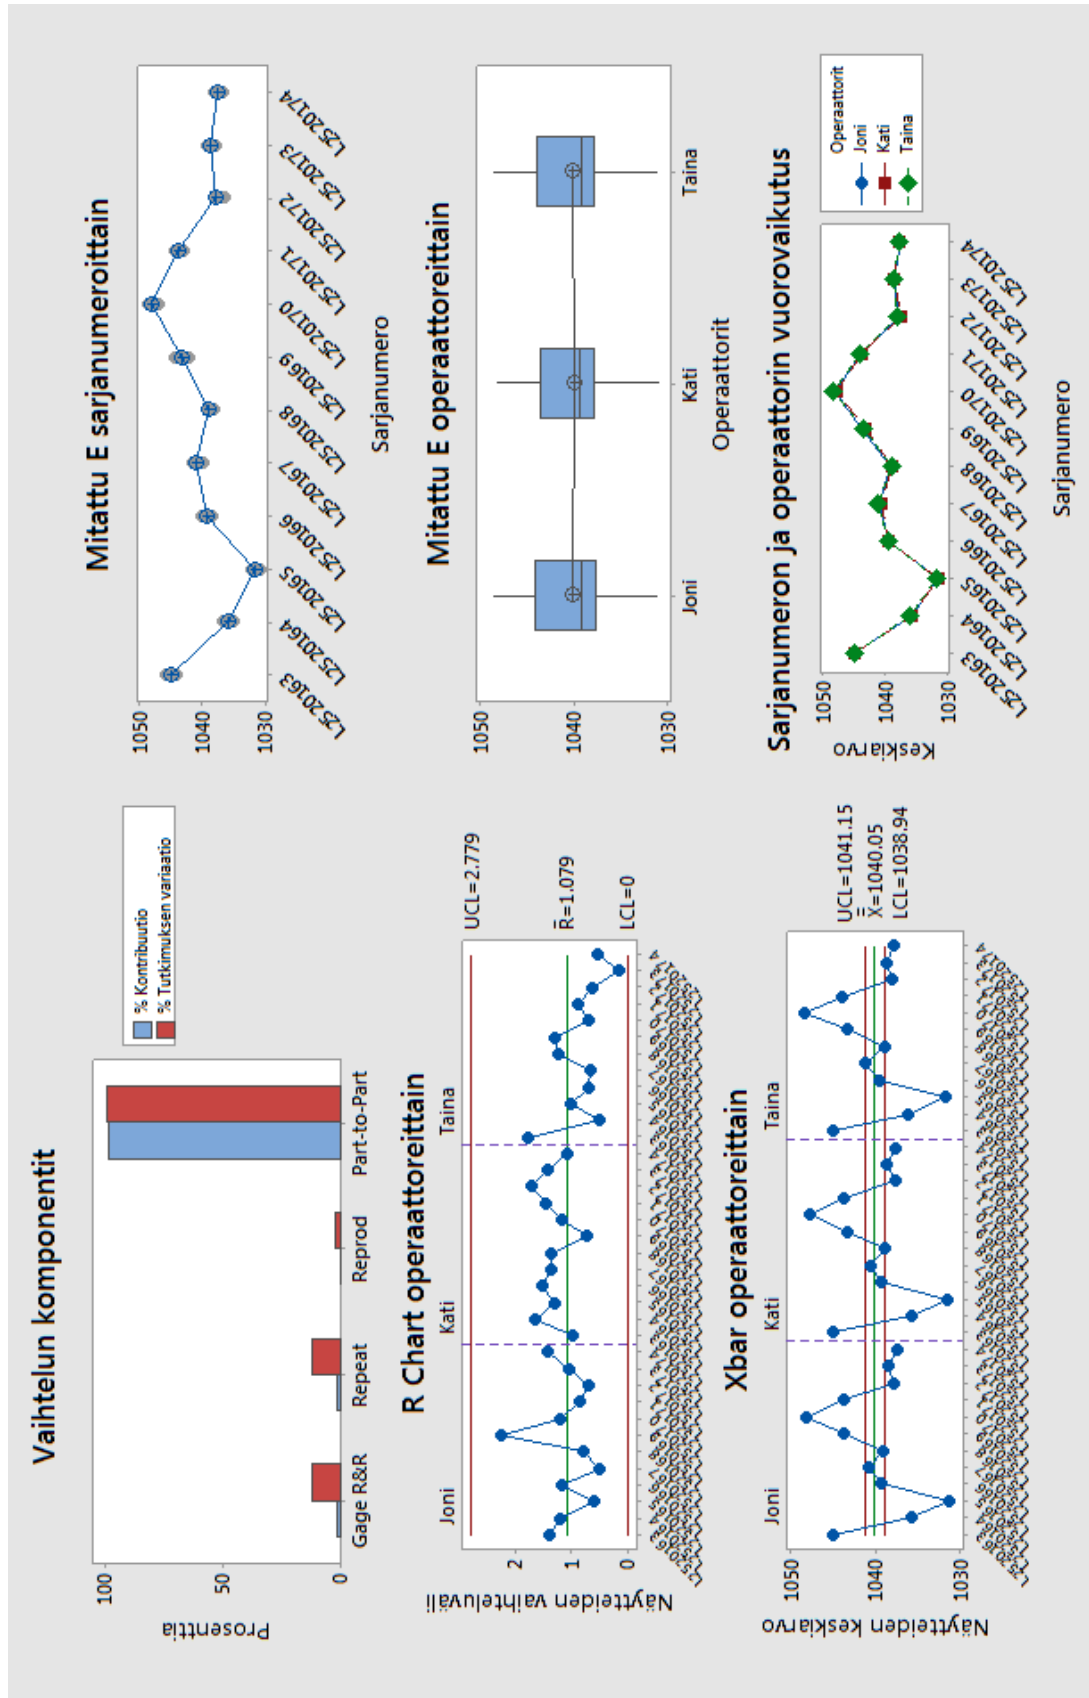 Vaihtelun komponentit
% Kontribuutio
% Tutkimuksen variaatio
Prosenttia
100
50
0
Gage R&R
Repeat
Reprod
Part-to-Part
R Chart operaattoreittain
Joni
Kati
Taina
Näytteiden vaihteluväli
2
1
0
UCL=2.779
R=1.079
LCL=0
Xbar operaattoreittain
Joni
Kati
Taina
Näytteiden keskiarvo
1050
1040
1030
UCL=1041.15
X=1040.05
LCL=1038.94
Mitattu E sarjanumeroittain
1050
1040
1030
L25 20163
L25 20164
L25 20165
L25 20166
L25 20167
L25 20168
L25 20169
L25 20170
L25 20171
L25 20172
L25 20173
L25 20174
Sarjanumero
Mitattu E operaattoreittain
1050
1040
1030
Joni
Kati
Taina
Operaattorit
Sarjanumeron ja operaattorin vuorovaikutus
Keskiarvo
1050
1040
1030
L25 20163
L25 20164
L25 20165
L25 20166
L25 20167
L25 20168
L25 20169
L25 20170
L25 20171
L25 20172
L25 20173
L25 20174
Sarjanumero
Operaattorit
Joni
Kati
Taina